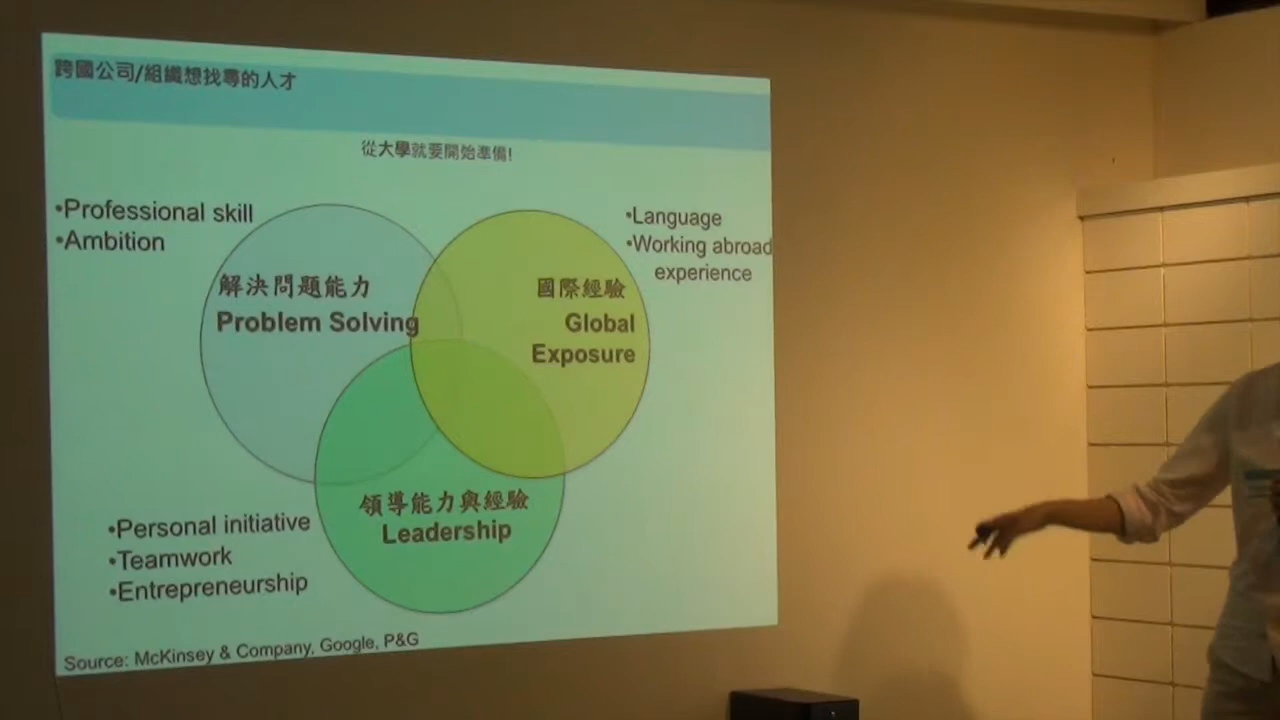 跨國公司/組織想找尋的人才
從大學就要開始準備!
•Professional skill
•Ambition
解決問題能力
Problem Solving
國際經驗
Global
Exposure
•Language
•Working abroad
experience
領導能力與經驗
Leadership
•Personal initiative
•Teamwork
•Entrepreneurship
Source: McKinsey & Company, Google, P&G